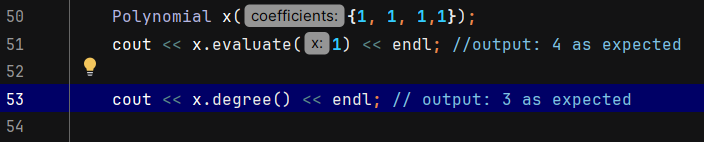 50 Polynomial x( coefficients: {1, 1, 1,1});
51 cout << x.evaluate( x: 1) << endl; //output: 4 as expected
52
53 cout << x.degree() << endl; // output: 3 as expected
54